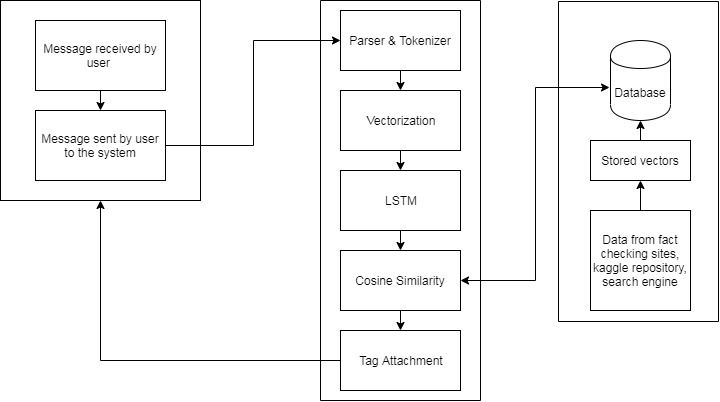 Message received by
user
Message sent by user
to the system
Parser & Tokenizer
Vectorization
LSTM
Cosine Similarity
Tag Attachment
Database
Stored vectors
Data from fact
checking sites,
kaggle repository,
search engine